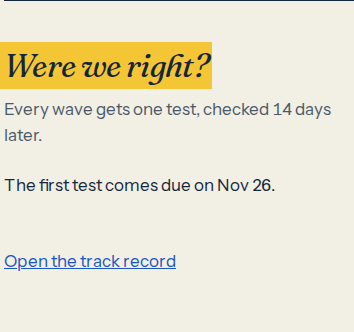 Were we right?
Every wave gets one test, checked 14 days
later.
The first test comes due on Nov 26.
Open the track record